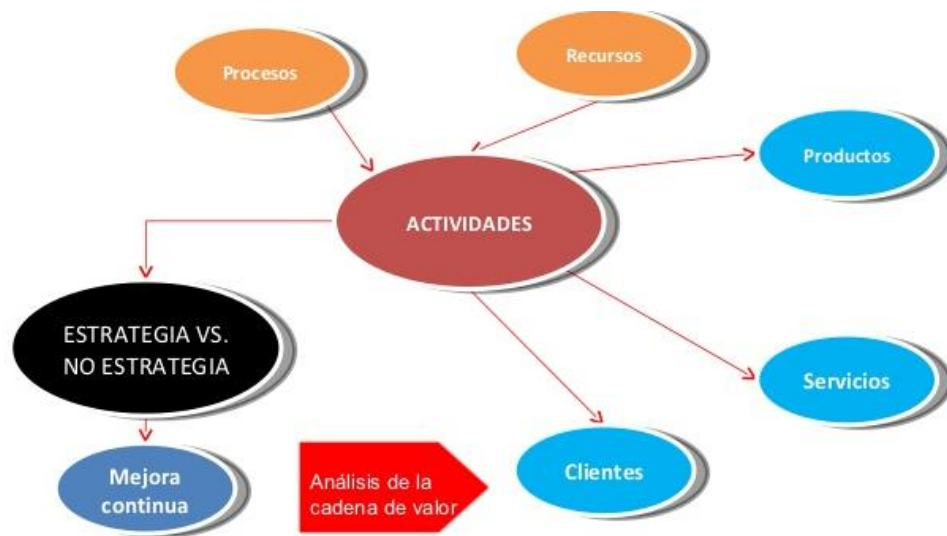 Procesos
Recursos
Productos
ACTIVIDADES
ESTRATEGIA VS.
NO ESTRATEGIA
Servicios
Mejora
continua
Análisis de la
cadena de valor
Clientes